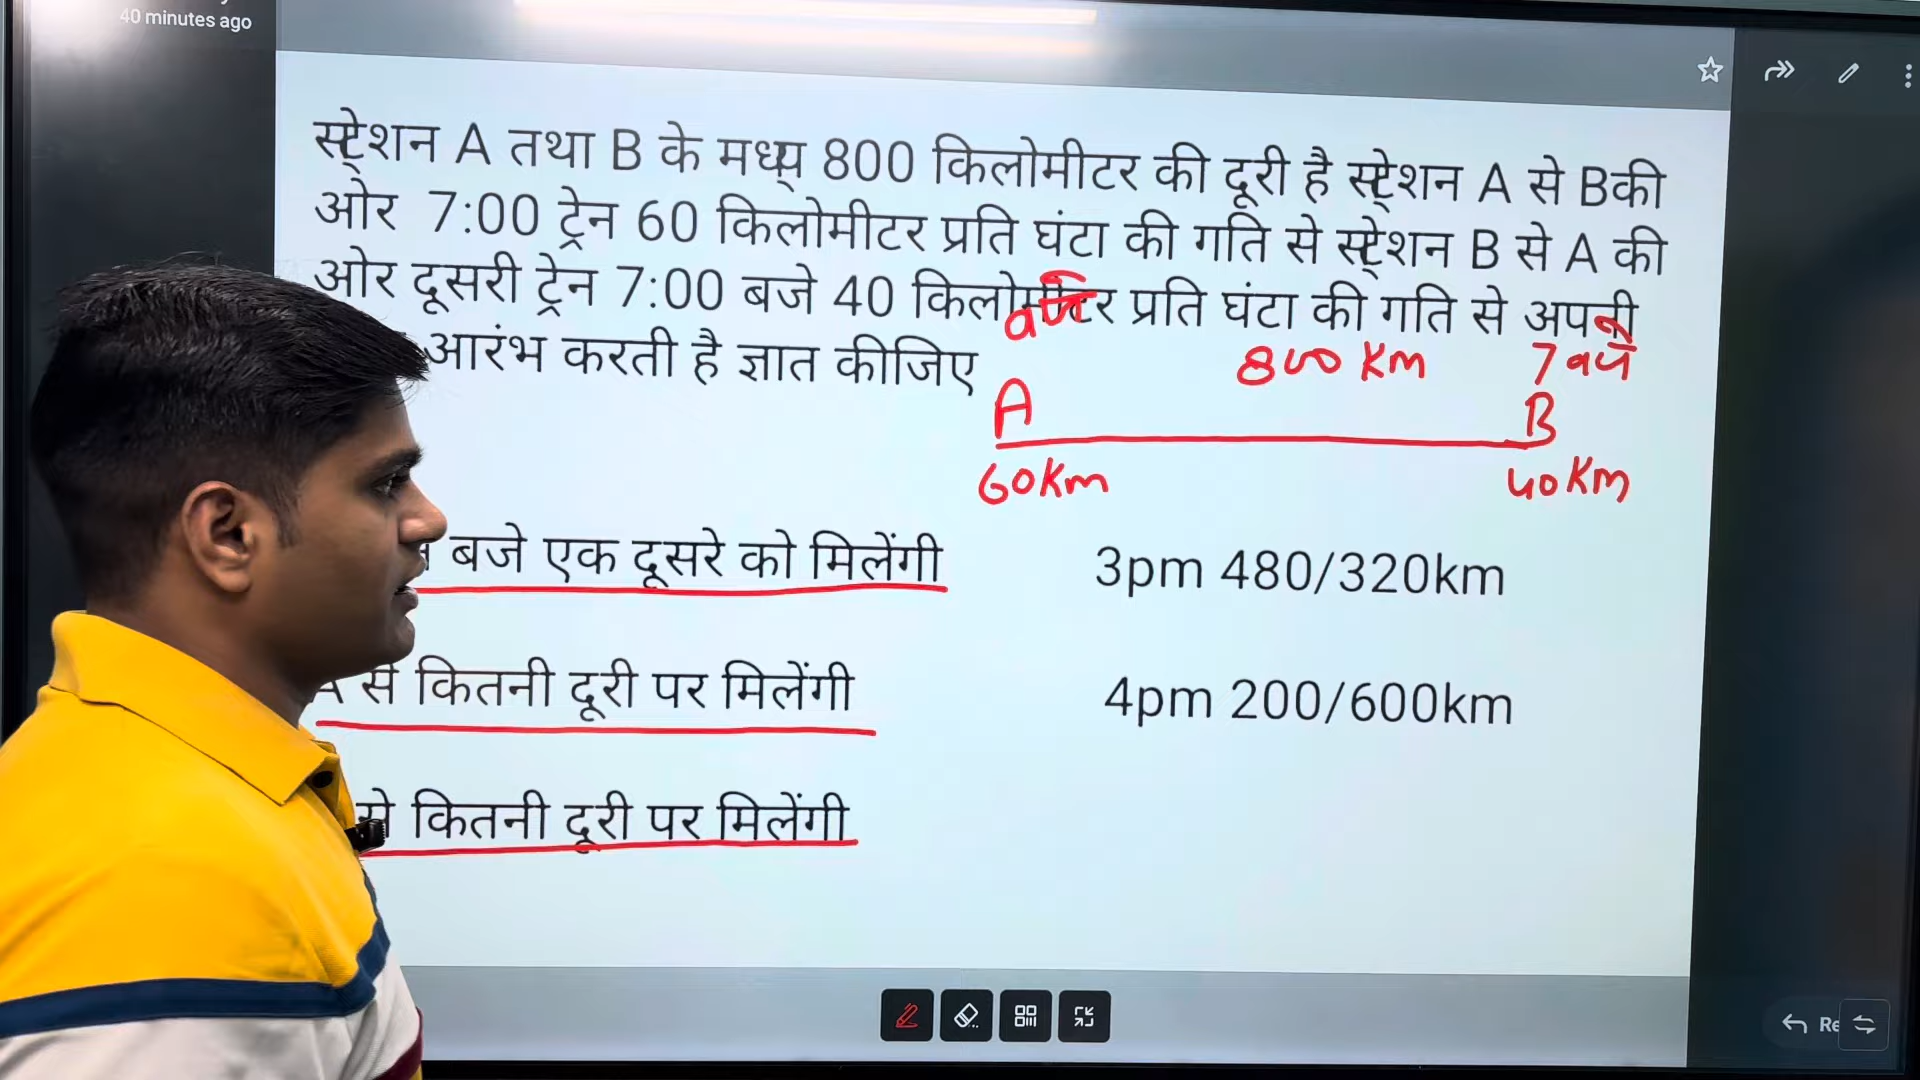 40 minutes ago
स्टेशन A तथा B के मध्य 800 किलोमीटर की दूरी है स्टेशन A से Bकी
ओर 7:00 ट्रेन 60 किलोमीटर प्रति घंटा की गति से स्टेशन B से A की
ओर दूसरी ट्रेन 7:00 बजे 40 किलोमीटर प्रति घंटा की गति से अपनी
आरंभ करती है ज्ञात कीजिए
800 Km
7 बजे
A
B
60Km
40Km
बजे एक दूसरे को मिलेंगी
3pm 480/320km
A से कितनी दूरी पर मिलेंगी
4pm 200/600km
से कितनी दूरी पर मिलेंगी